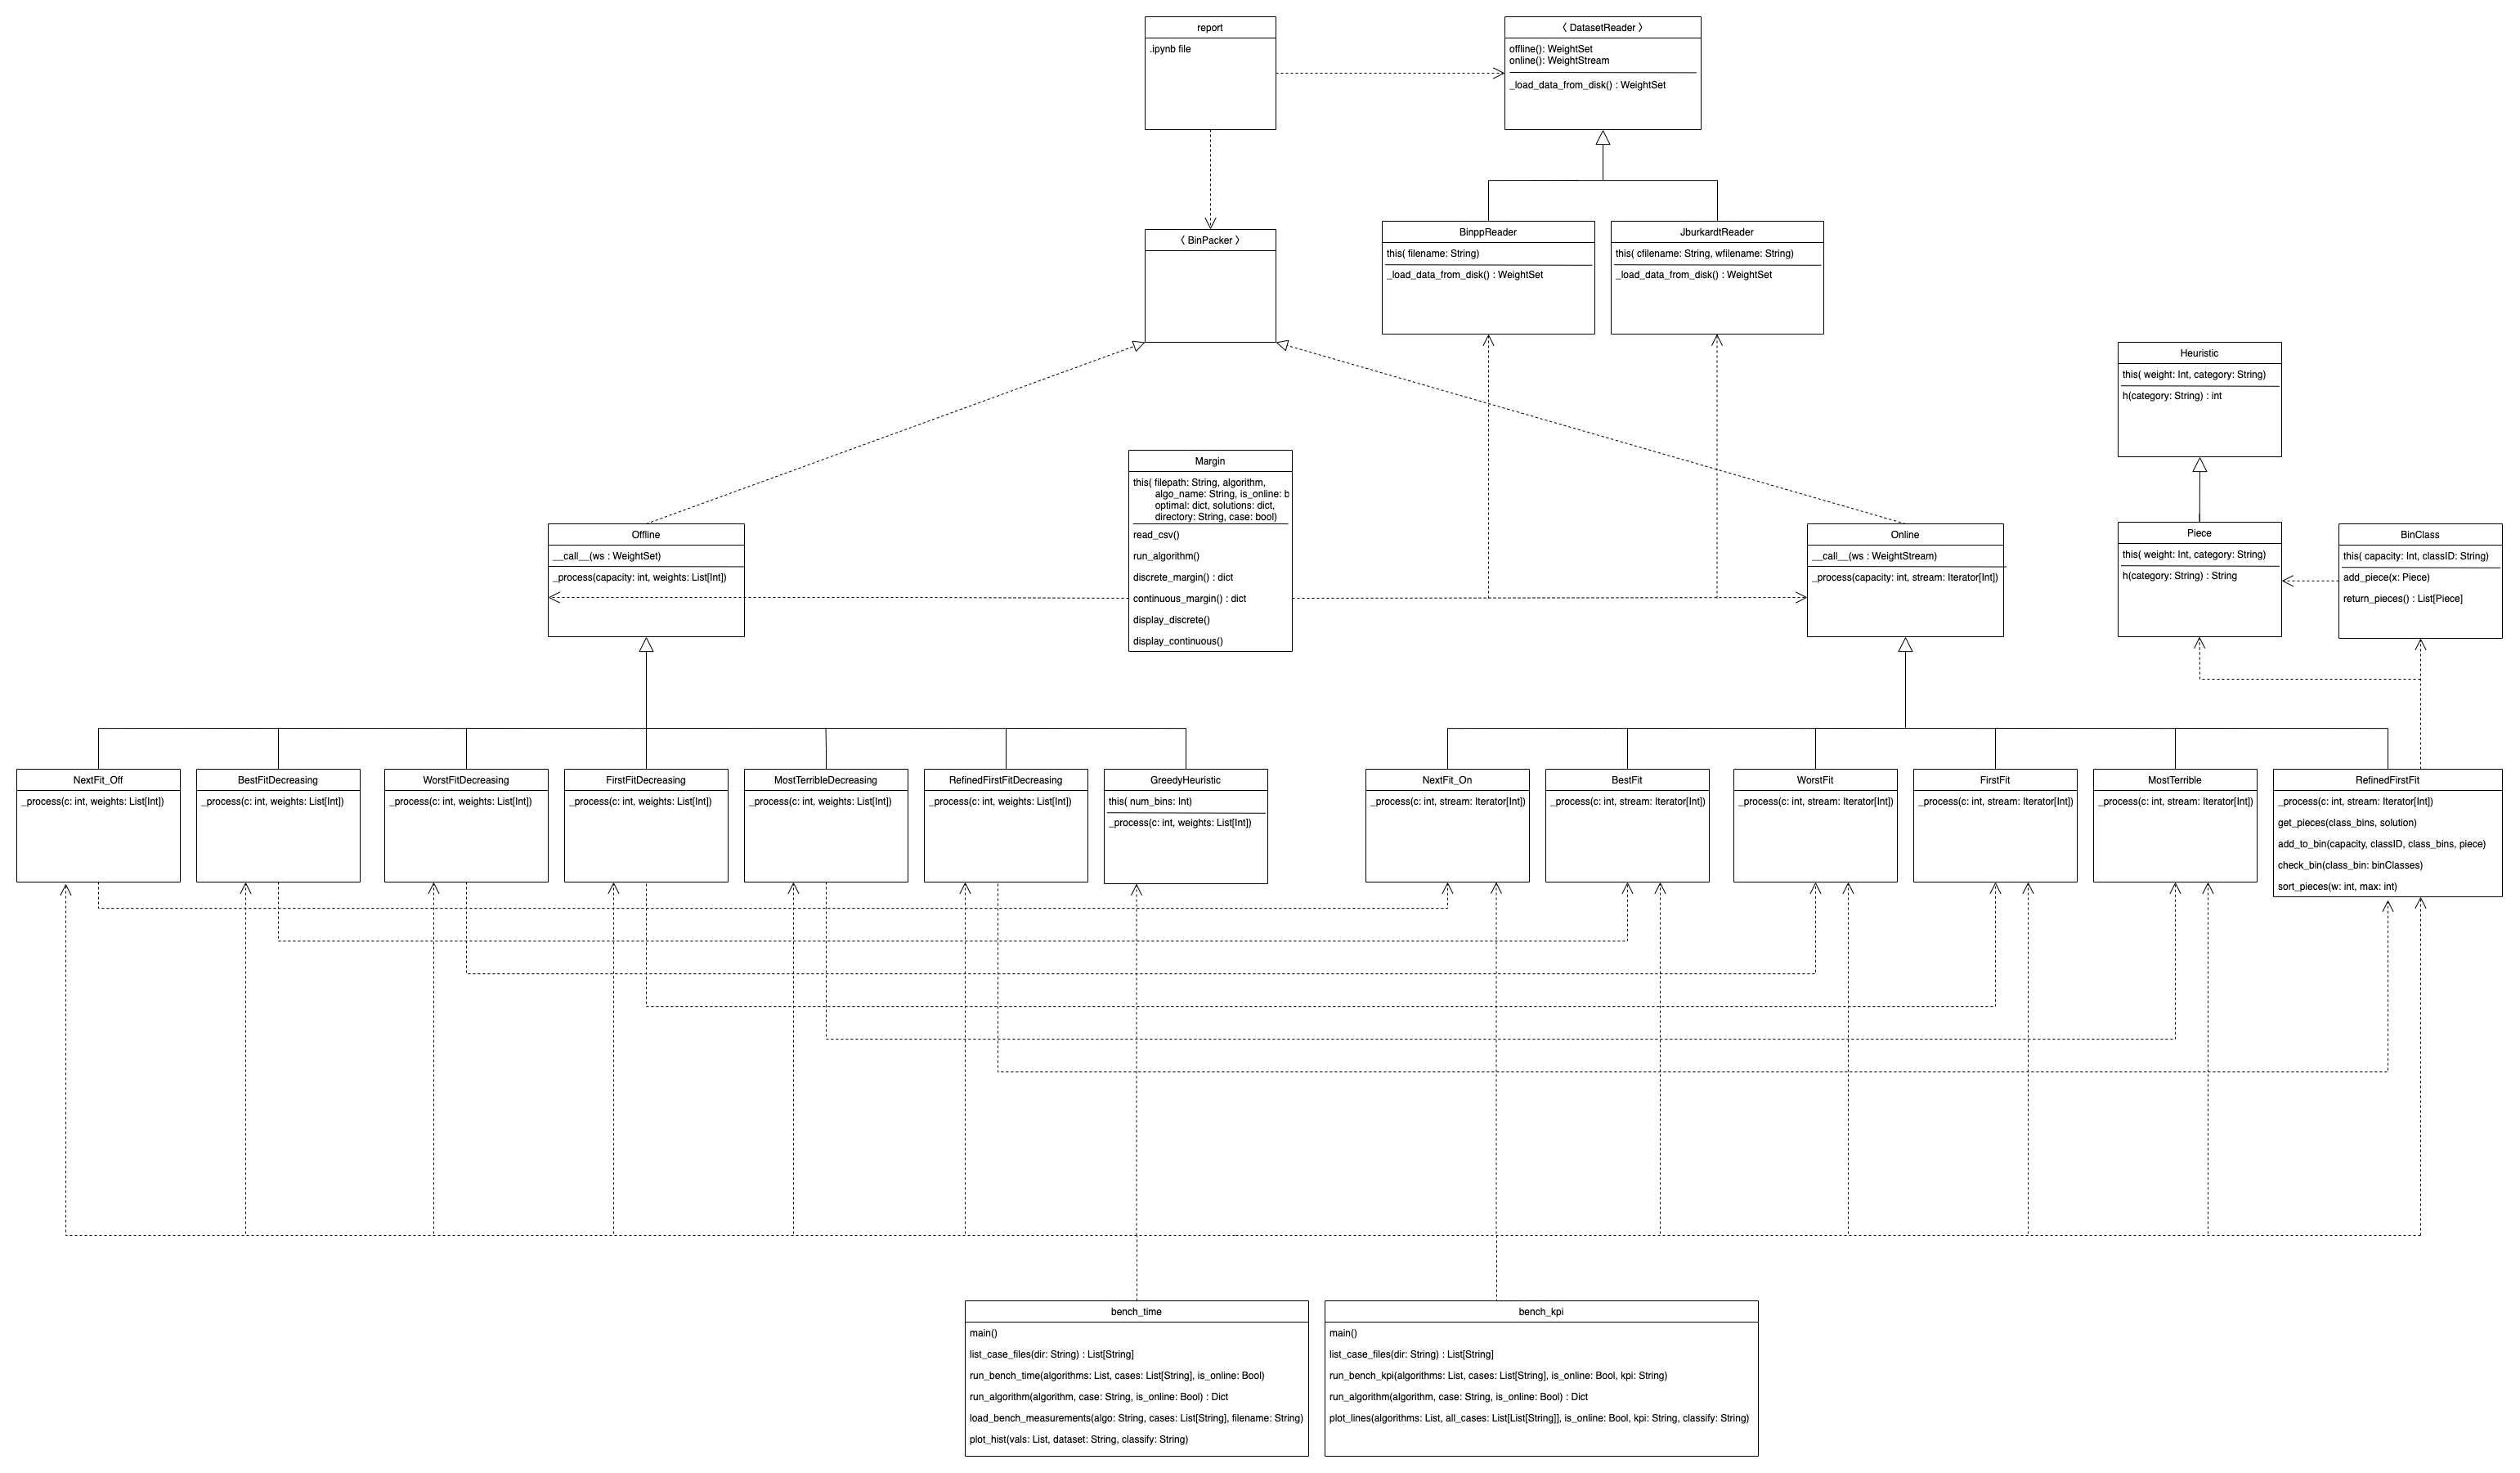 report
.ipynb file
〈 DatasetReader 〉
offline(): WeightSet
online(): WeightStream
_load_data_from_disk() : WeightSet
〈 BinPacker 〉
BinppReader
this( filename: String)
_load_data_from_disk() : WeightSet
JburkardtReader
this( cfilename: String, wfilename: String)
_load_data_from_disk() : WeightSet
Heuristic
this( weight: Int, category: String)
h(category: String) : int
Margin
this( filepath: String, algorithm,
algo_name: String, is_online: b
optimal: dict, solutions: dict,
directory: String, case: bool)
read_csv()
run_algorithm()
discrete_margin() : dict
continuous_margin() : dict
display_discrete()
display_continuous()
Offline
__call__(ws : WeightSet)
_process(capacity: int, weights: List[Int])
Online
__call__(ws : WeightStream)
_process(capacity: int, stream: Iterator[Int])
Piece
this( weight: Int, category: String)
h(category: String) : String
BinClass
this( capacity: Int, classID: String)
add_piece(x: Piece)
return_pieces() : List[Piece]
NextFit_Off
_process(c: int, weights: List[Int])
BestFitDecreasing
_process(c: int, weights: List[Int])
WorstFitDecreasing
_process(c: int, weights: List[Int])
FirstFitDecreasing
_process(c: int, weights: List[Int])
MostTerribleDecreasing
_process(c: int, weights: List[Int])
RefinedFirstFitDecreasing
_process(c: int, weights: List[Int])
GreedyHeuristic
this( num_bins: Int)
_process(c: int, weights: List[Int])
NextFit_On
_process(c: int, stream: Iterator[Int])
BestFit
_process(c: int, stream: Iterator[Int])
WorstFit
_process(c: int, stream: Iterator[Int])
FirstFit
_process(c: int, stream: Iterator[Int])
MostTerrible
_process(c: int, stream: Iterator[Int])
RefinedFirstFit
_process(c: int, stream: Iterator[Int])
get_pieces(class_bins, solution)
add_to_bin(capacity, classID, class_bins, piece)
check_bin(class_bin: binClasses)
sort_pieces(w: int, max: int)
bench_time
main()
list_case_files(dir: String) : List[String]
run_bench_time(algorithms: List, cases: List[String], is_online: Bool)
run_algorithm(algorithm, case: String, is_online: Bool) : Dict
load_bench_measurements(algo: String, cases: List[String], filename: String)
plot_hist(vals: List, dataset: String, classify: String)
bench_kpi
main()
list_case_files(dir: String) : List[String]
run_bench_kpi(algorithms: List, cases: List[String], is_online: Bool, kpi: String)
run_algorithm(algorithm, case: String, is_online: Bool) : Dict
plot_lines(algorithms: List, all_cases: List[List[String]], is_online: Bool, kpi: String, classify: String)